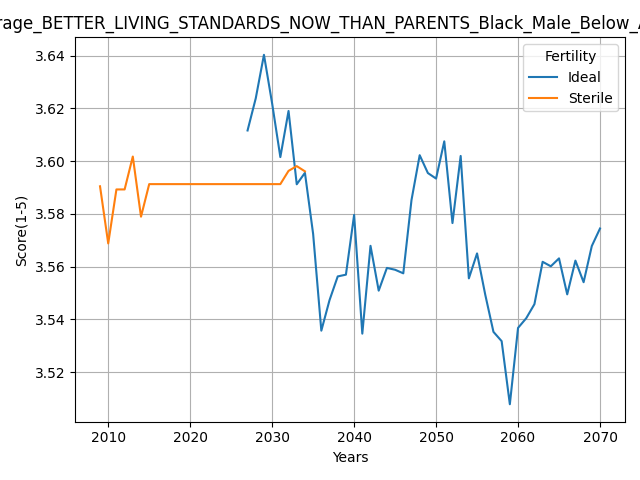 rage_BETTER_LIVING_STANDARDS_NOW_THAN_PARENTS_Black_Male_Below_
Fertility
Ideal
Sterile
3.64
3.62
3.60
3.58
3.56
3.54
3.52
Score(1-5)
2010 2020 2030 2040 2050 2060 2070
Years